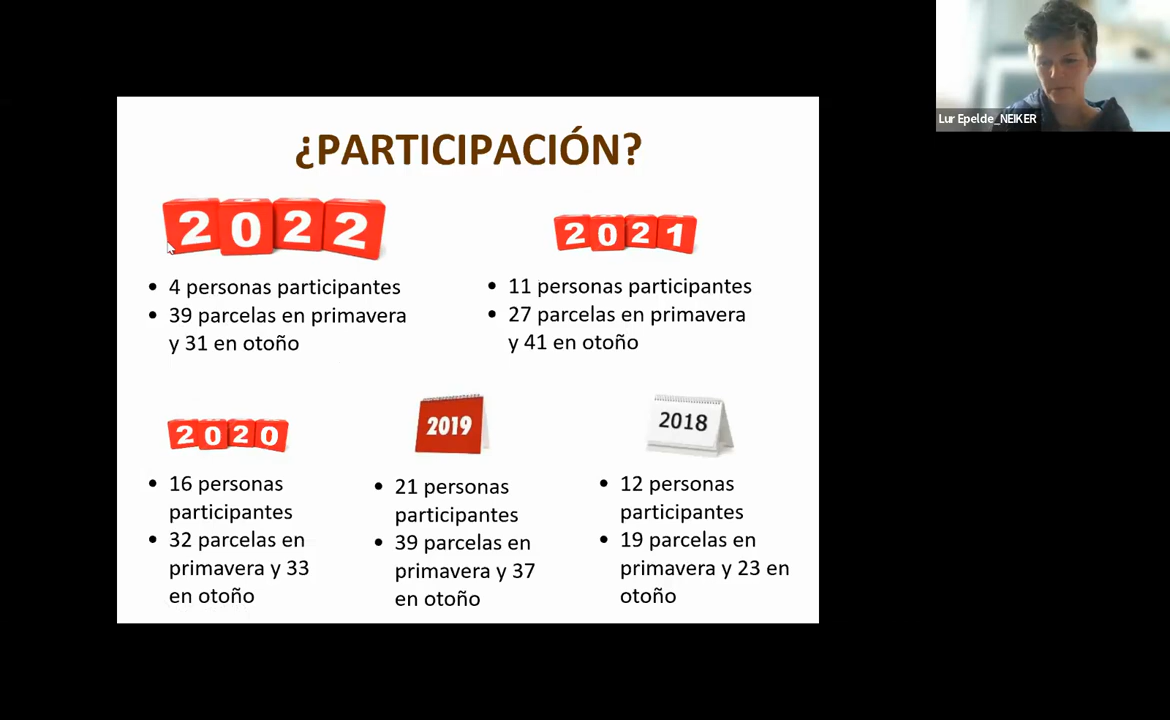 Lur Epelde_NEIKER
¿PARTICIPACIÓN?
2022
• 4 personas participantes
• 39 parcelas en primavera
y 31 en otoño
2021
• 11 personas participantes
• 27 parcelas en primavera
y 41 en otoño
2020
• 16 personas
participantes
• 32 parcelas en
primavera y 33
en otoño
2019
• 21 personas
participantes
• 39 parcelas en
primavera y 37
en otoño
2018
• 12 personas
participantes
• 19 parcelas en
primavera y 23 en
otoño